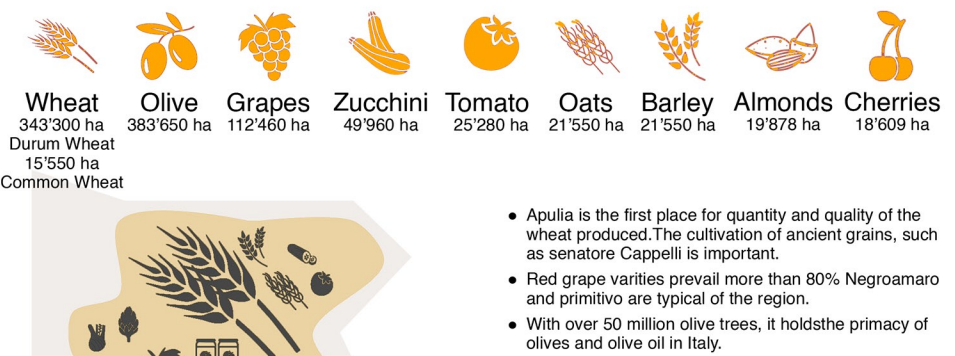 Wheat
343'300 ha
Durum Wheat
15'550 ha
Common Wheat
Olive
383'650 ha
Grapes
112'460 ha
Zucchini
49'960 ha
Tomato
25'280 ha
Oats
21'550 ha
Barley
21'550 ha
Almonds
19'878 ha
Cherries
18'609 ha
● Apulia is the first place for quantity and quality of the
wheat produced.The cultivation of ancient grains, such
as senatore Cappelli is important.
● Red grape varities prevail more than 80% Negroamaro
and primitivo are typical of the region.
● With over 50 million olive trees, it holdsthe primacy of
olives and olive oil in Italy.